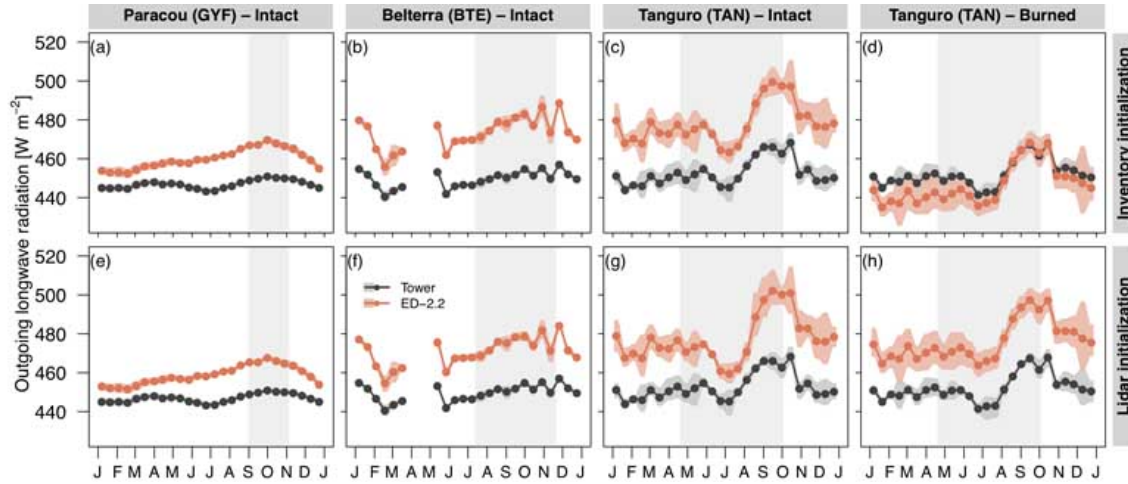 Paracou (GYF) – Intact
Belterra (BTE) – Intact
Tanguro (TAN) – Intact
Tanguro (TAN) – Burned
(a)
(b)
(c)
(d)
520
500
480
460
440
Inventory initialization
Outgoing longwave radiation [W m−2]
(e)
(f)
(g)
(h)
520
500
480
460
440
Tower
ED−2.2
Lidar initialization
J F M A M J J A S O N D J
J F M A M J J A S O N D J
J F M A M J J A S O N D J
J F M A M J J A S O N D J